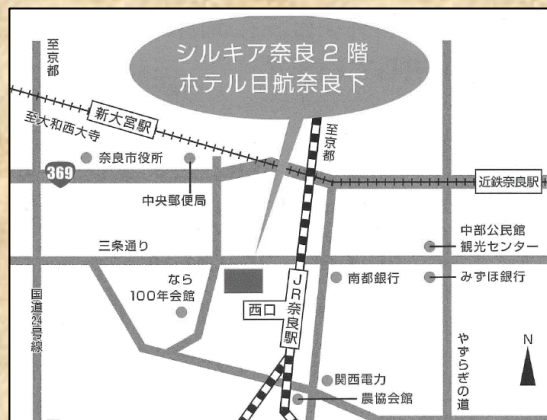 シルキア奈良2階
ホテル日航奈良下
至京都
新大宮駅
至大和西大寺
至京都
奈良市役所
369
中央郵便局
近鉄奈良駅
中部公民館
観光センター
三条通り
なら
100年会館
西口
JR奈良駅
南都銀行
みずほ銀行
国道24号線
やすらぎの道
N
関西電力
農協会館